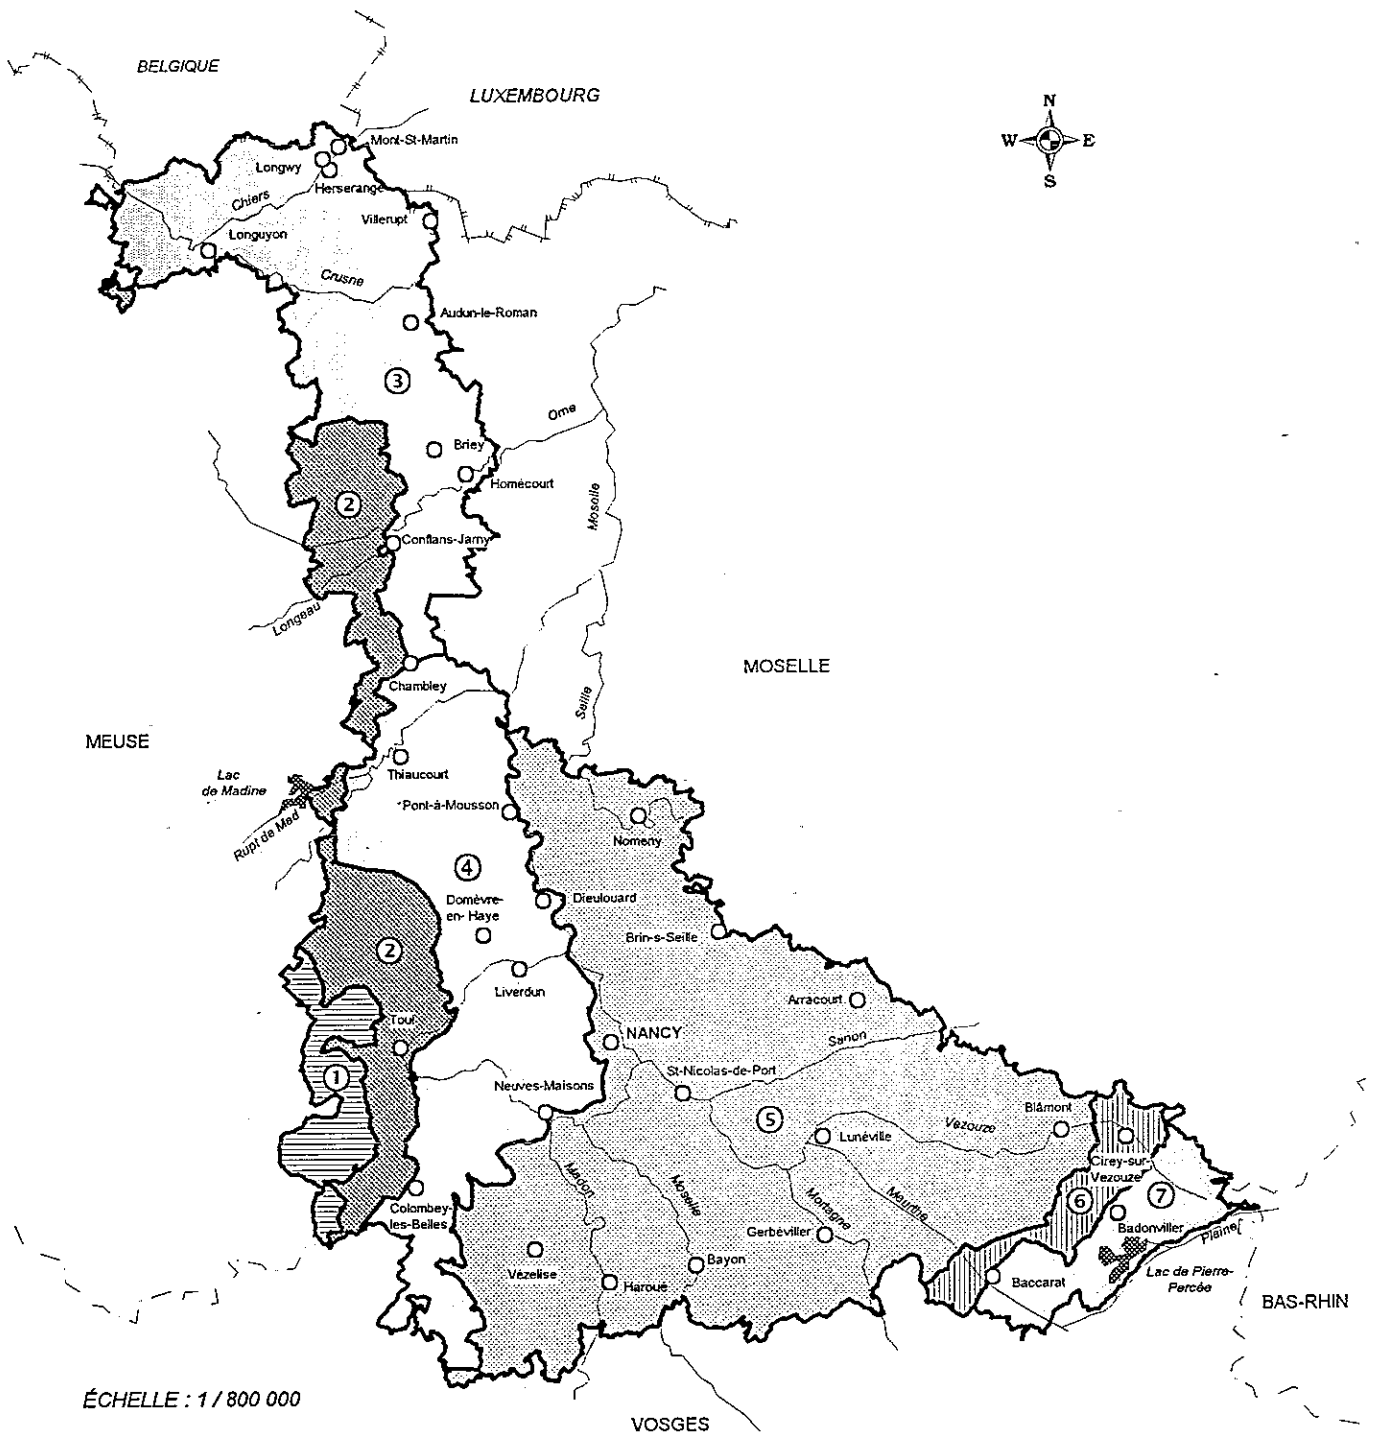 BELGIQUE
LUXEMBOURG
N
W
E
S
Mont-St-Martin
Longwy
Herserange
Chiers
Villerupt
Longuyon
Crusne
Audun-le-Roman
③
Orne
Briey
Homécourt
②
Moselle
Conflans-Jarny
Longeau
MOSELLE
Chambley
Seille
MEUSE
Thiaucourt
Lac
de Madine
Pont-à-Mousson
Rupt de Mad
Nomeny
④
Domèvre-
en-Haye
Dieulouard
②
Brin-s-Seille
Liverdun
Arracourt
Toul
NANCY
Sanon
①
St-Nicolas-de-Port
Neuves-Maisons
⑤
Blâmont
Vezouze
Lunéville
Cirey-sur-
Vezouze
Madon
Moselle
Mortagne
Meurthe
⑥
⑦
Colombey-
les-Belles
Badonviller
Plaine
Gerbéviller
Vézelise
Bayon
Haroué
Baccarat
Lac de Pierre-
Percée
BAS-RHIN
ÉCHELLE : 1 / 800 000
VOSGES